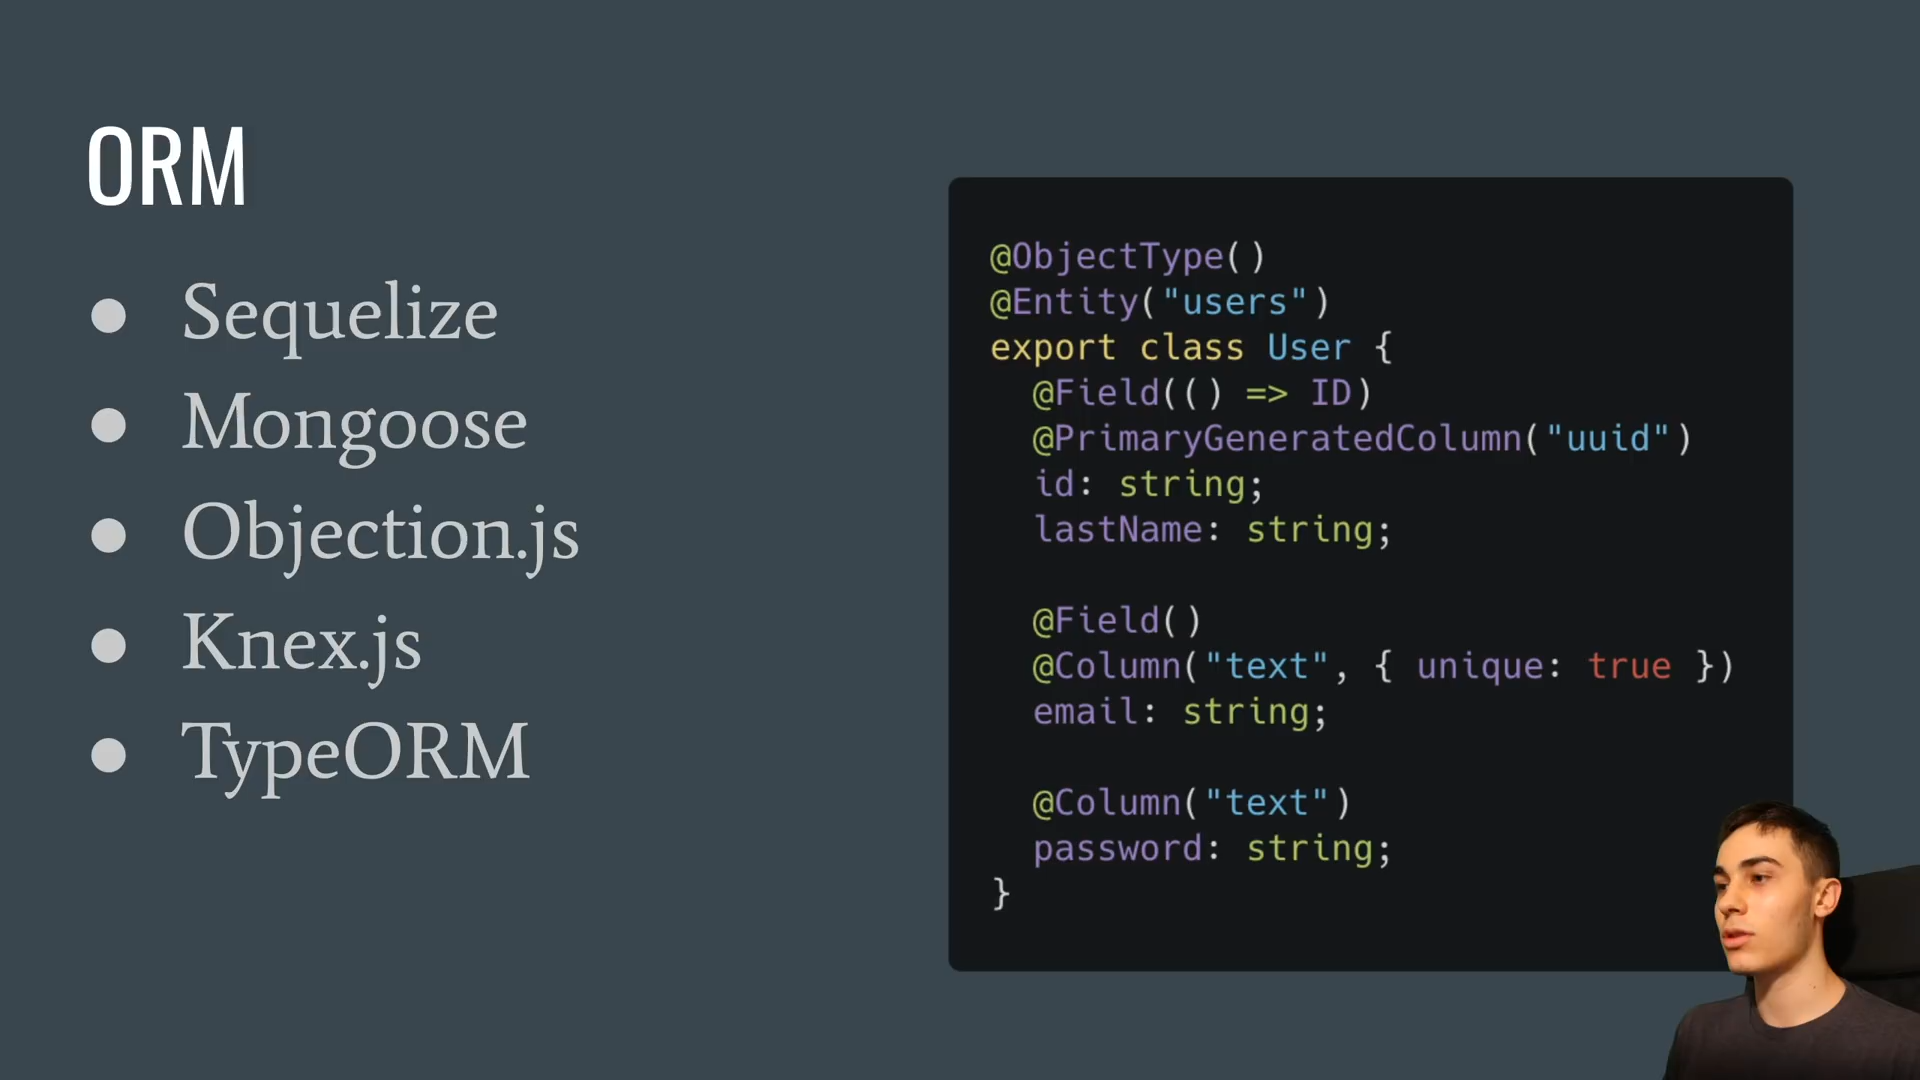 ORM
● Sequelize
● Mongoose
● Objection.js
● Knex.js
● TypeORM
@ObjectType()
@Entity("users")
export class User {
  @Field(() => ID)
  @PrimaryGeneratedColumn("uuid")
  id: string;
  lastName: string;

  @Field()
  @Column("text", { unique: true })
  email: string;

  @Column("text")
  password: string;
}